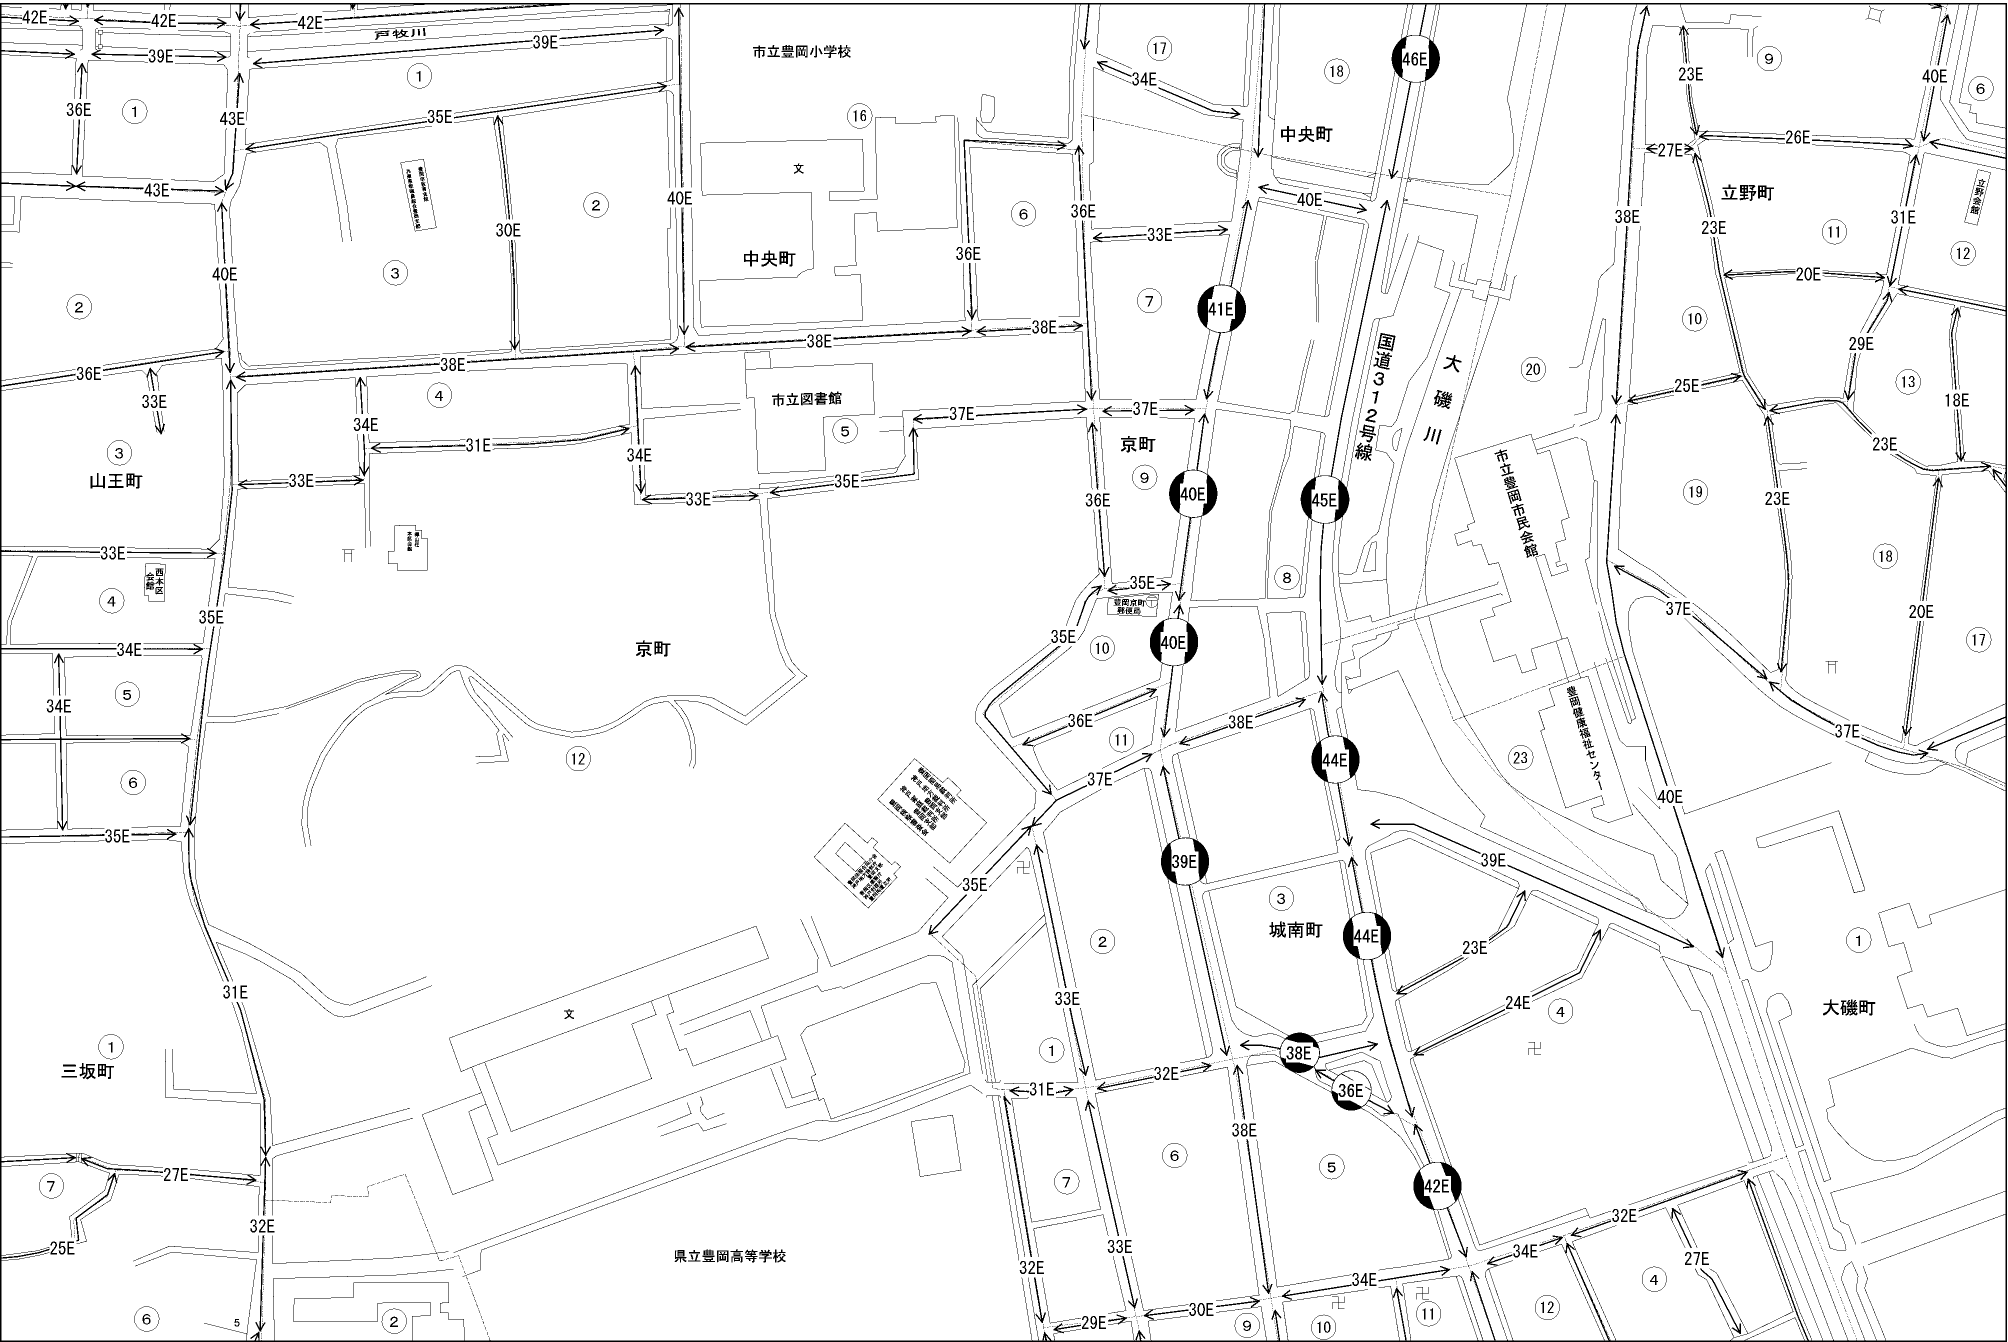 42E
42E
42E
戸牧川
39E
39E
①
36E
①
43E
35E
市立豊岡小学校
⑰
34E
⑱
46E
中央町
23E
⑨
40E
⑥
27E
26E
立野町
立野会館
43E
⑯
文
②
③
30E
40E
中央町
36E
⑥
36E
33E
⑦
40E
41E
38E
23E
⑪
31E
⑫
20E
⑩
②
40E
38E
38E
38E
36E
33E
④
34E
31E
34E
市立図書館
⑤
37E
37E
京町
⑨
国道312号線
大磯川
⑳
25E
29E
⑬
18E
23E
③
山王町
33E
33E
35E
36E
40E
45E
市立豊岡市民会館
⑲
23E
⑱
33E
西本区
会館
④
35E
34E
35E
豊岡京町
郵便局
⑧
40E
京町
35E
⑩
37E
20E
⑰
⑤
34E
36E
⑪
38E
豊岡健康福祉センター
37E
⑫
⑥
35E
37E
44E
㉓
40E
39E
39E
35E
③
城南町
44E
23E
①
大磯町
②
33E
24E
④
31E
文
①
三坂町
①
38E
36E
31E
32E
38E
⑥
⑤
42E
⑦
27E
25E
32E
⑦
33E
32E
県立豊岡高等学校
34E
34E
32E
27E
④
⑥
5
②
29E
30E
⑨
⑩
⑪
⑫